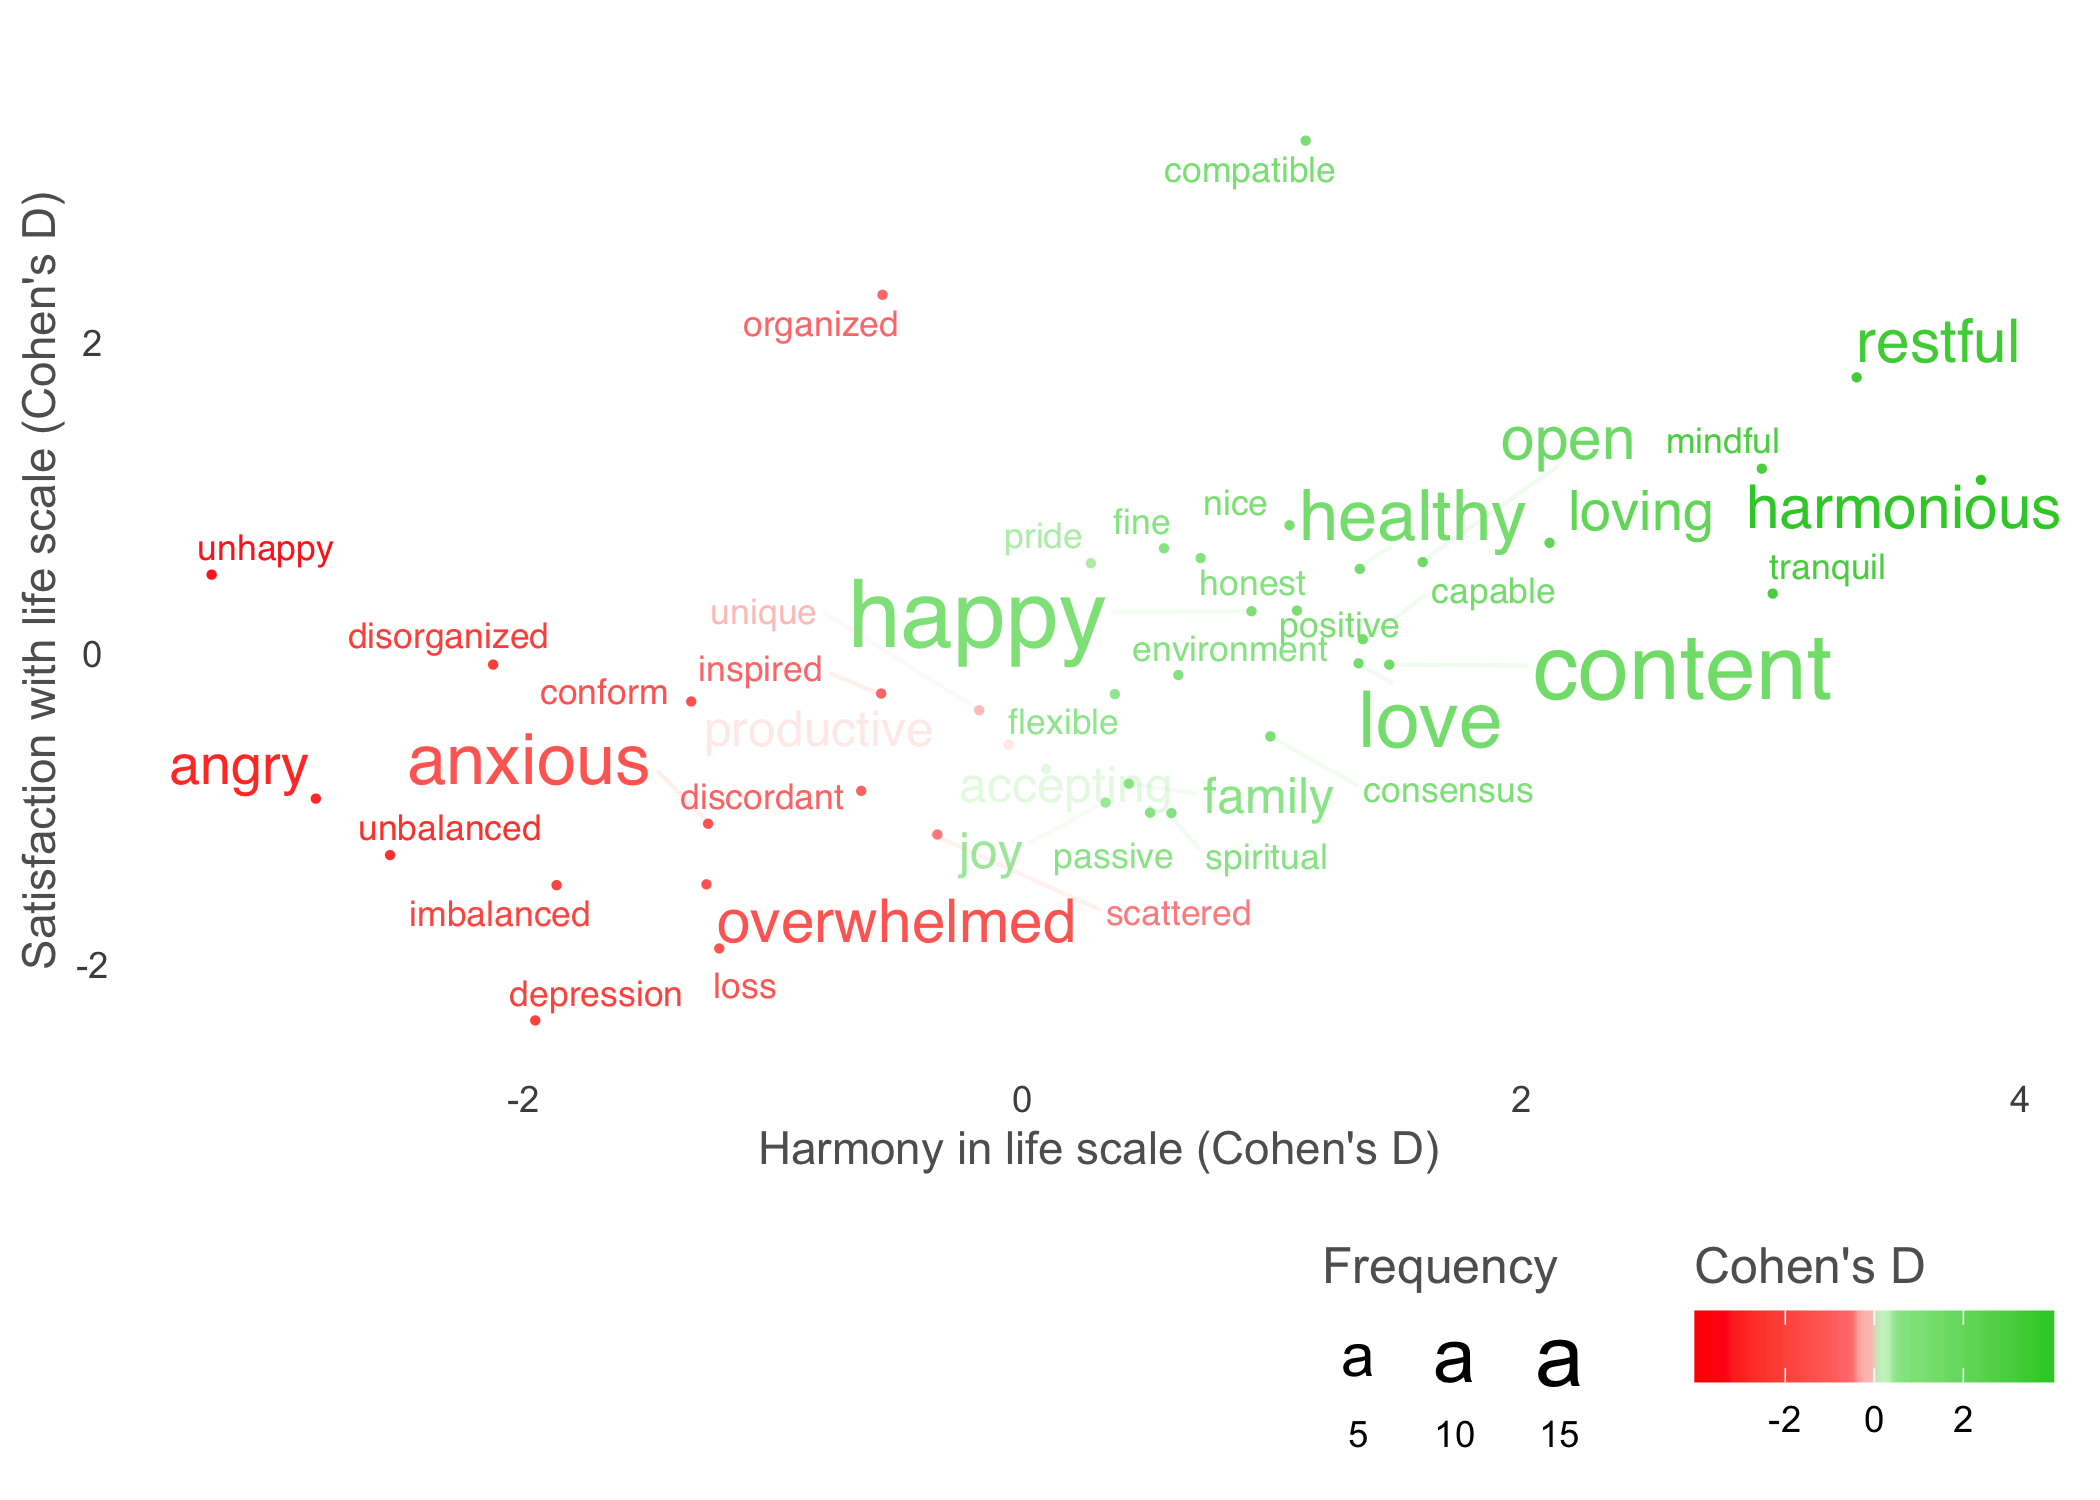 compatible
organized
2
restful
open
mindful
nice
healthy
loving
harmonious
fine
pride
unhappy
tranquil
honest
capable
unique
happy
positive
disorganized
environment
0
inspired
content
conform
flexible
love
productive
angry
anxious
accepting
discordant
family
consensus
unbalanced
joy
passive
spiritual
imbalanced
overwhelmed
scattered
-2
loss
depression
Satisfaction with life scale (Cohen's D)
-2 0 2 4
Harmony in life scale (Cohen's D)
Frequency
a a a
5 10 15
Cohen's D
-2 0 2